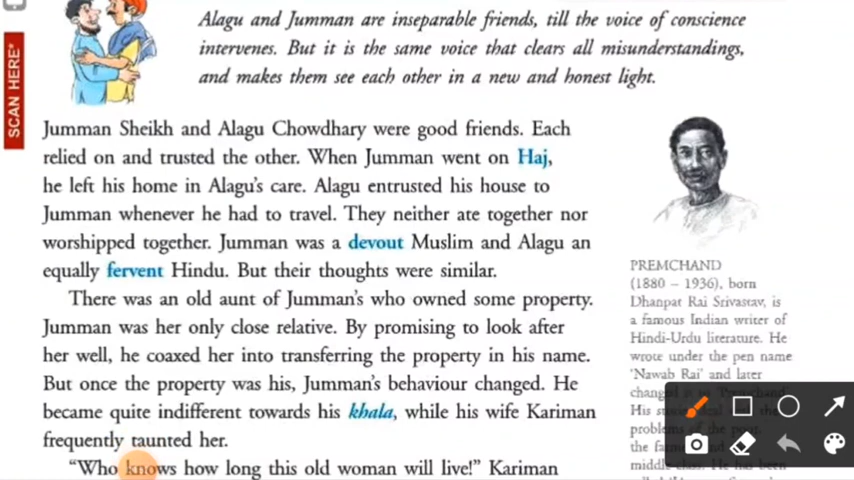 SCAN HERE*
Alagu and Jumman are inseparable friends, till the voice of conscience
intervenes. But it is the same voice that clears all misunderstandings,
and makes them see each other in a new and honest light.
Jumman Sheikh and Alagu Chowdhary were good friends. Each
relied on and trusted the other. When Jumman went on Haj,
he left his home in Alagu's care. Alagu entrusted his house to
Jumman whenever he had to travel. They neither ate together nor
worshipped together. Jumman was a devout Muslim and Alagu an
equally fervent Hindu. But their thoughts were similar.
There was an old aunt of Jumman's who owned some property.
Jumman was her only close relative. By promising to look after
her well, he coaxed her into transferring the property in his name.
But once the property was his, Jumman's behaviour changed. He
became quite indifferent towards his khala, while his wife Kariman
frequently taunted her.
"Who knows how long this old woman will live!" Kariman
PREMCHAND
(1880 – 1936), born
Dhanpat Rai Srivastav, is
a famous Indian writer of
Hindi-Urdu literature. He
wrote under the pen name
'Nawab Rai' and later
His
problems
the
middle